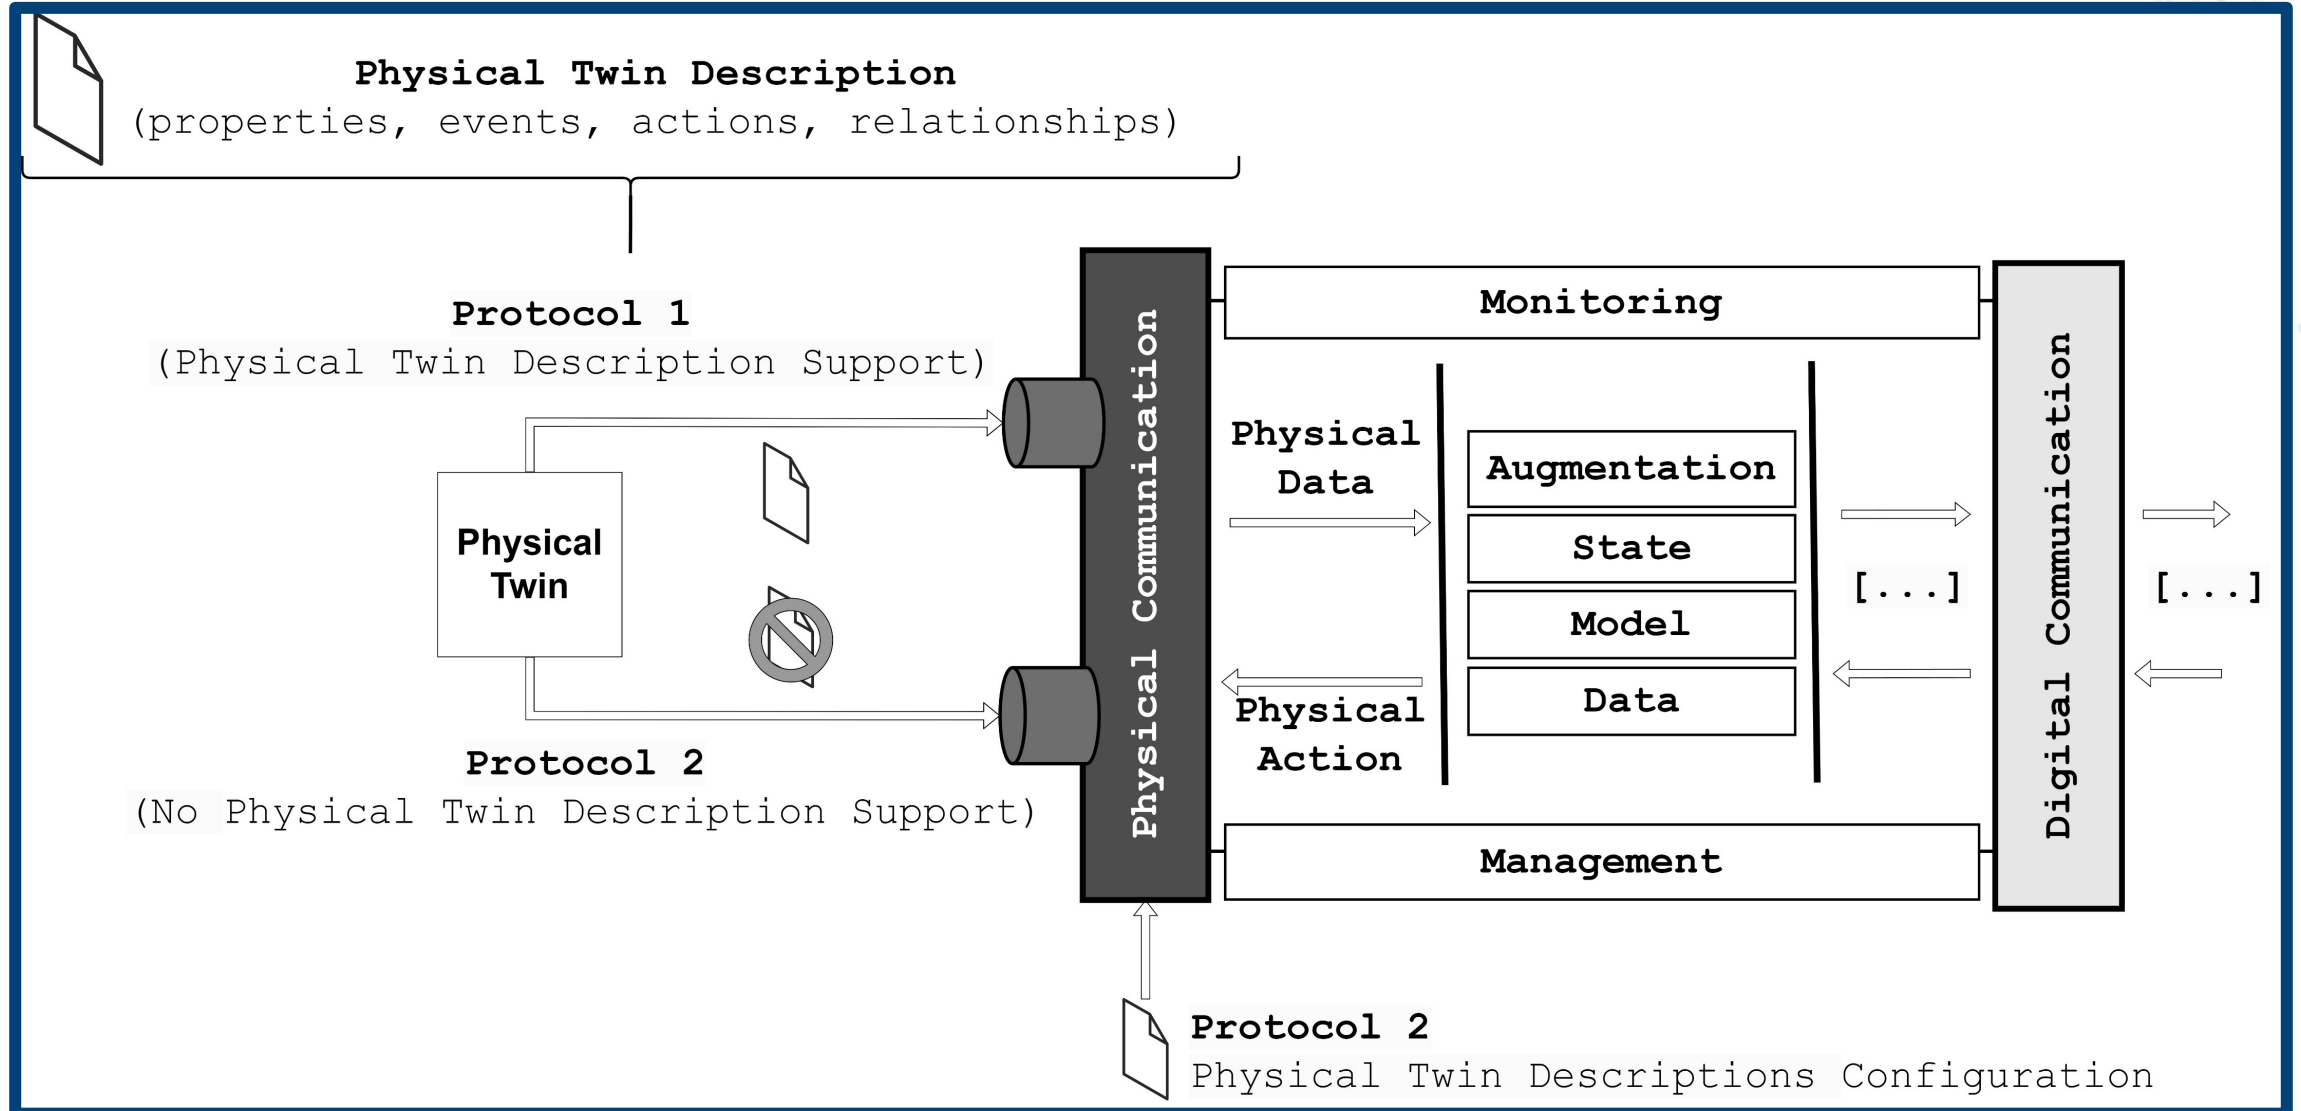 Physical Twin Description
(properties, events, actions, relationships)
Protocol 1
(Physical Twin Description Support)
Physical
Twin
Protocol 2
(No Physical Twin Description Support)
Physical Communication
Monitoring
Physical
Data
Physical
Action
Augmentation
State
Model
Data
[...]
Management
Digital Communication
[...]
Protocol 2
Physical Twin Descriptions Configuration